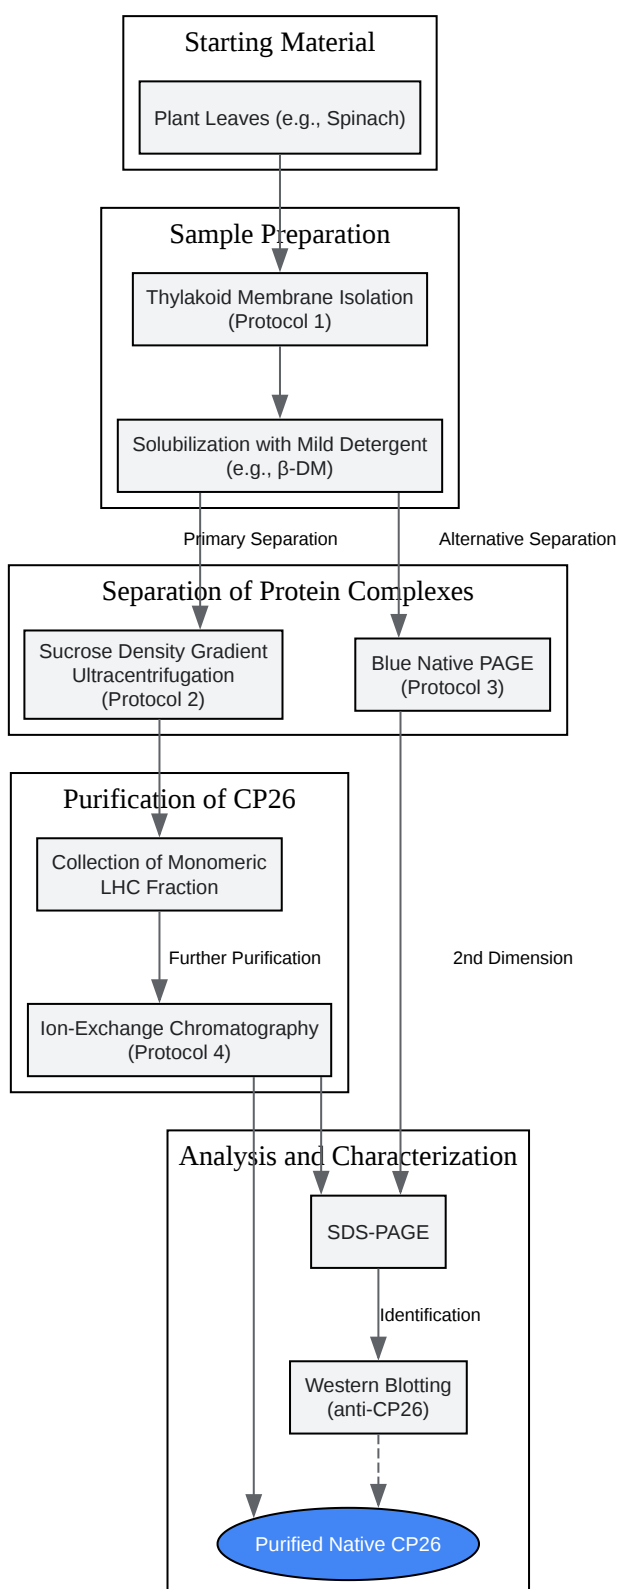 Starting Material
Plant Leaves (e.g., Spinach)
Sample Preparation
Thylakoid Membrane Isolation
(Protocol 1)
Solubilization with Mild Detergent
(e.g., β-DM)
Primary Separation
Alternative Separation
Separation of Protein Complexes
Sucrose Density Gradient
Ultracentrifugation
(Protocol 2)
Blue Native PAGE
(Protocol 3)
Purification of CP26
Collection of Monomeric
LHC Fraction
Further Purification
2nd Dimension
Ion-Exchange Chromatography
(Protocol 4)
Analysis and Characterization
SDS-PAGE
Identification
Western Blotting
(anti-CP26)
Purified Native CP26